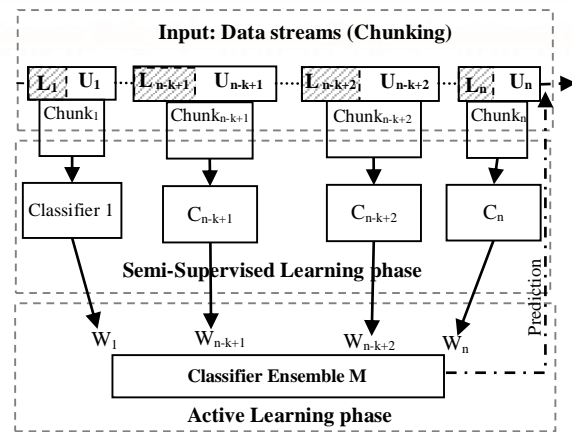 Input: Data streams (Chunking)
L1 U1 Ln-k+1 Un-k+1 Ln-k+2 Un-k+2 Ln Un
Chunk1 Chunkn-k+1 Chunkn-k+2 Chunkn
Classifier 1 Cn-k+1 Cn-k+2 Cn
Semi-Supervised Learning phase
Prediction
W1 Wn-k+1 Wn-k+2 Wn
Classifier Ensemble M
Active Learning phase